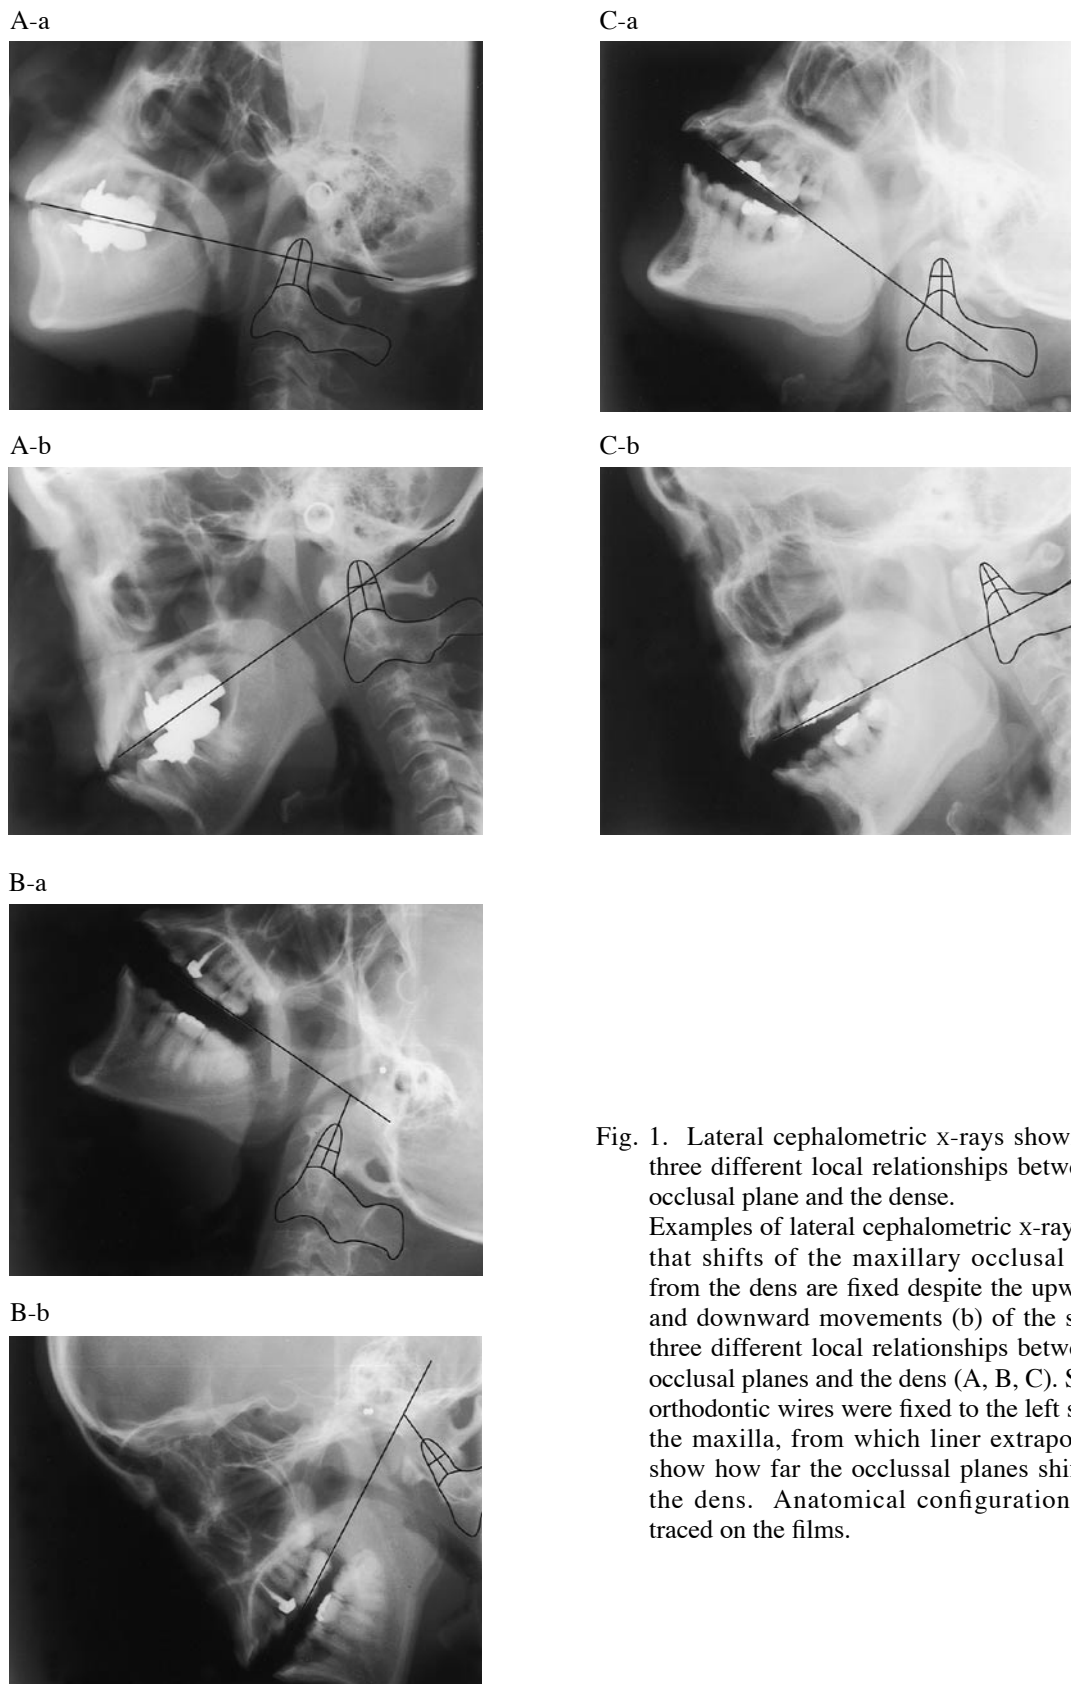 A-a
C-a
A-b
C-b
B-a
B-b
Fig. 1. Lateral cephalometric x-rays show
three different local relationships betw
occlusal plane and the dense.
Examples of lateral cephalometric x-ray
that shifts of the maxillary occlusal
from the dens are fixed despite the upw
and downward movements (b) of the s
three different local relationships betw
occlusal planes and the dens (A, B, C). S
orthodontic wires were fixed to the left s
the maxilla, from which liner extrapo
show how far the occlussal planes shi
the dens. Anatomical configuration
traced on the films.